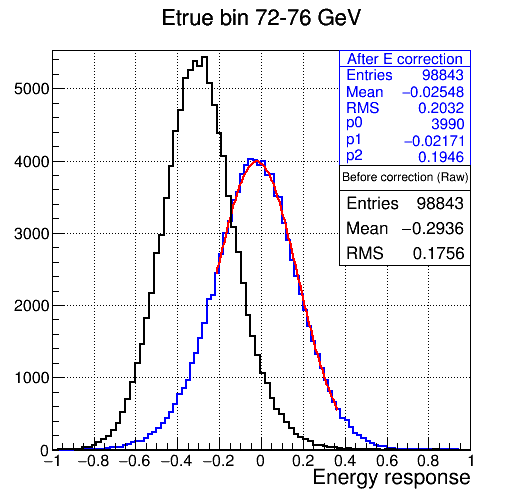 Etrue bin 72-76 GeV
After E correction
Entries 98843
Mean −0.02548
RMS 0.2032
p0 3990
p1 −0.02171
p2 0.1946
Before correction (Raw)
Entries 98843
Mean −0.2936
RMS 0.1756
5000
4000
3000
2000
1000
0
−1 −0.8 −0.6 −0.4 −0.2 0 0.2 0.4 0.6 0.8 1
Energy response